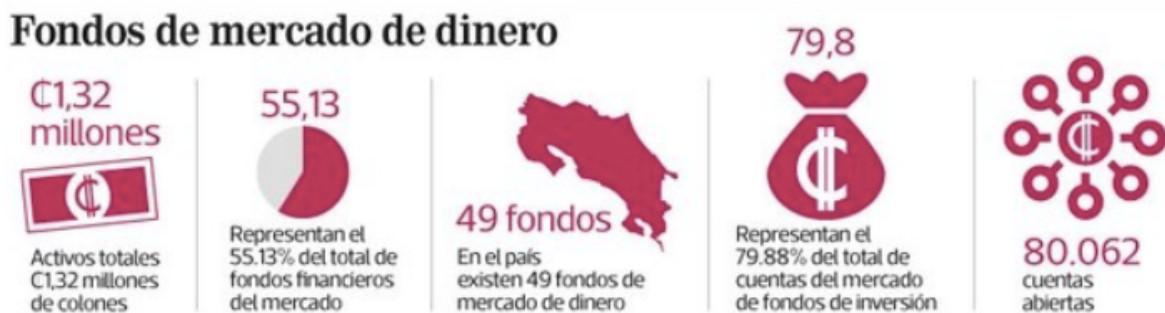 Fondos de mercado de dinero
₡1,32
millones
Activos totales
C1,32 millones
de colones
55,13
Representan el
55.13% del total de
fondos financieros
del mercado
49 fondos
En el país
existen 49 fondos de
mercado de dinero
79,8
Representan el
79.88% del total de
cuentas del mercado
de fondos de inversión
80.062
cuentas
abiertas